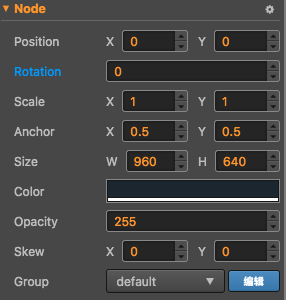 Node
Position X 0 Y 0
Rotation 0
Scale X 1 Y 1
Anchor X 0.5 Y 0.5
Size W 960 H 640
Color
Opacity 255
Skew X 0 Y 0
Group default 编辑